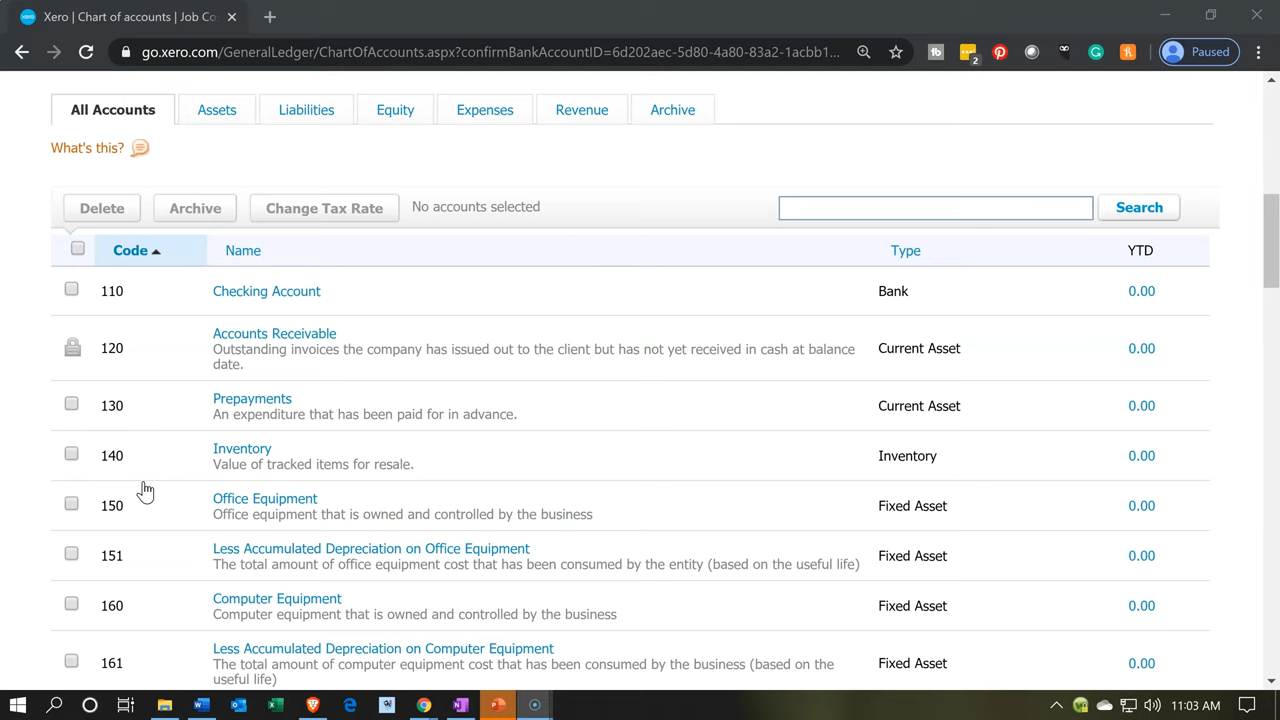 Xero | Chart of accounts | Job Co
go.xero.com/GeneralLedger/ChartOfAccounts.aspx?confirmBankAccountID=6d202aec-5d80-4a80-83a2-1acbb1...
2
Paused
All Accounts Assets Liabilities Equity Expenses Revenue Archive
What's this?
Delete Archive Change Tax Rate No accounts selected Search
Code Name Type YTD
110 Checking Account Bank 0.00
Accounts Receivable
120 Outstanding invoices the company has issued out to the client but has not yet received in cash at balance Current Asset 0.00
date.
Prepayments
130 An expenditure that has been paid for in advance. Current Asset 0.00
Inventory
140 Value of tracked items for resale. Inventory 0.00
Office Equipment
150 Office equipment that is owned and controlled by the business Fixed Asset 0.00
Less Accumulated Depreciation on Office Equipment
151 The total amount of office equipment cost that has been consumed by the entity (based on the useful life) Fixed Asset 0.00
Computer Equipment
160 Computer equipment that is owned and controlled by the business Fixed Asset 0.00
Less Accumulated Depreciation on Computer Equipment
161 The total amount of computer equipment cost that has been consumed by the business (based on the Fixed Asset 0.00
useful life)
11:03 AM